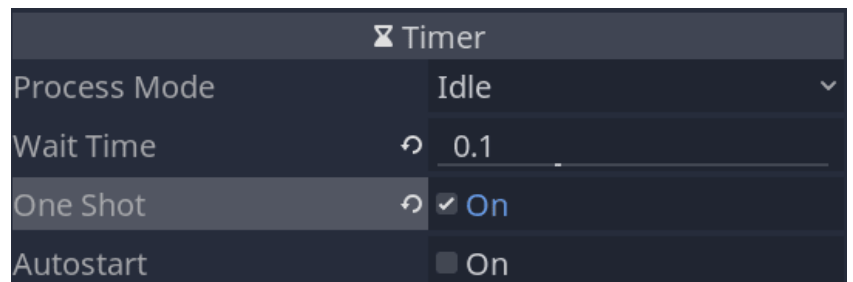 Timer
Process Mode Idle
Wait Time 0.1
One Shot On
Autostart On